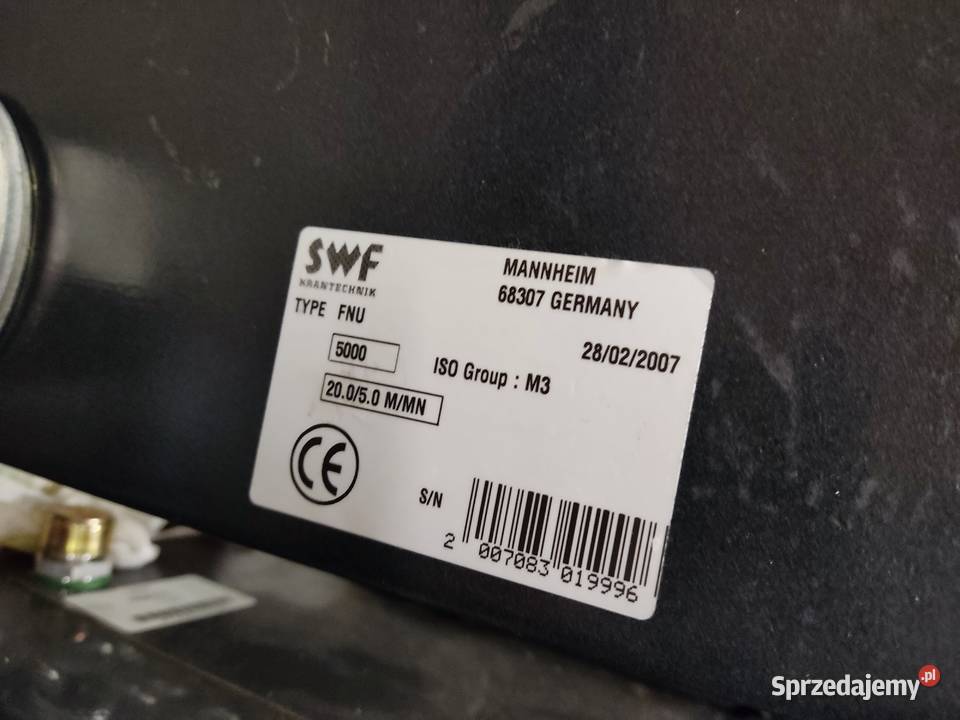 SWF
KRANTECHNIK
MANNHEIM
68307 GERMANY
TYPE FNU
28/02/2007
5000
ISO Group : M3
20.0/5.0 M/MN
CE
S/N
2 007083 019996
Sprzedajemy.pl